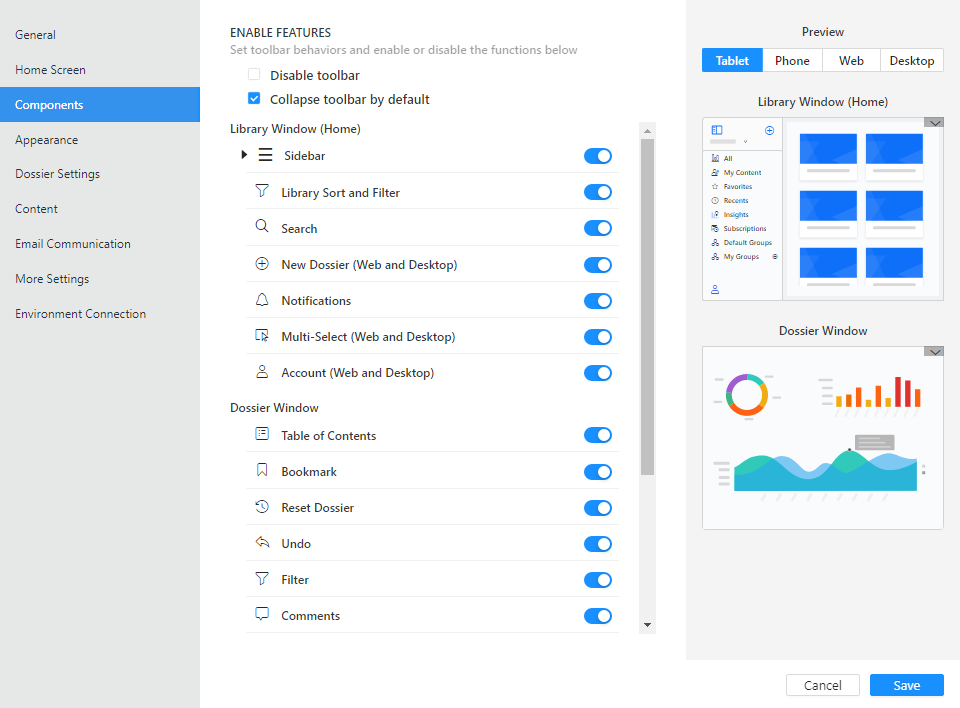 General
Home Screen
Components
Appearance
Dossier Settings
Content
Email Communication
More Settings
Environment Connection
ENABLE FEATURES
Set toolbar behaviors and enable or disable the functions below
Disable toolbar
Collapse toolbar by default
Library Window (Home)
Sidebar
Library Sort and Filter
Search
New Dossier (Web and Desktop)
Notifications
Multi-Select (Web and Desktop)
Account (Web and Desktop)
Dossier Window
Table of Contents
Bookmark
Reset Dossier
Undo
Filter
Comments
Preview
Tablet Phone Web Desktop
Library Window (Home)
All
My Content
Favorites
Recents
Insights
Subscriptions
Default Groups
My Groups
Dossier Window
Cancel Save